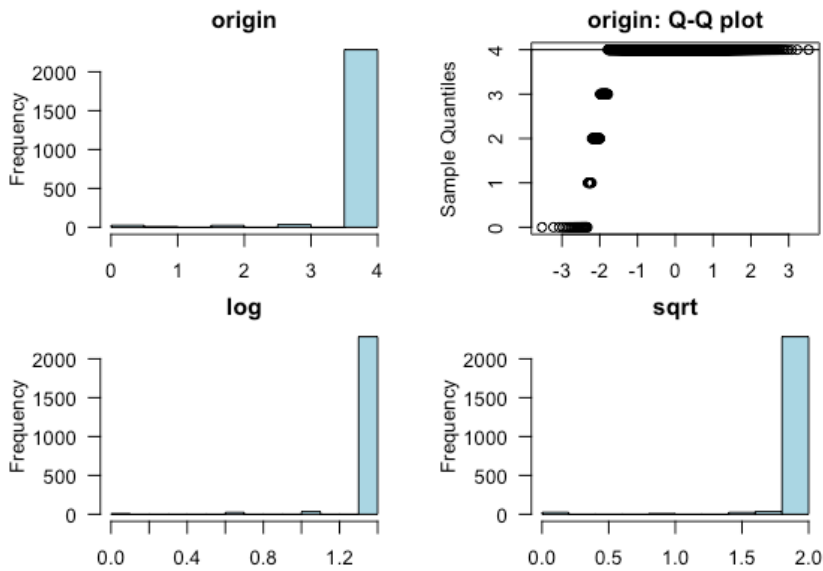 origin
Frequency
2000
1500
1000
500
0
0 1 2 3 4
origin: Q-Q plot
Sample Quantiles
4
3
2
1
0
-3 -2 -1 0 1 2 3
log
Frequency
2000
1500
1000
500
0
0.0 0.4 0.8 1.2
sqrt
Frequency
2000
1500
1000
500
0
0.0 0.5 1.0 1.5 2.0